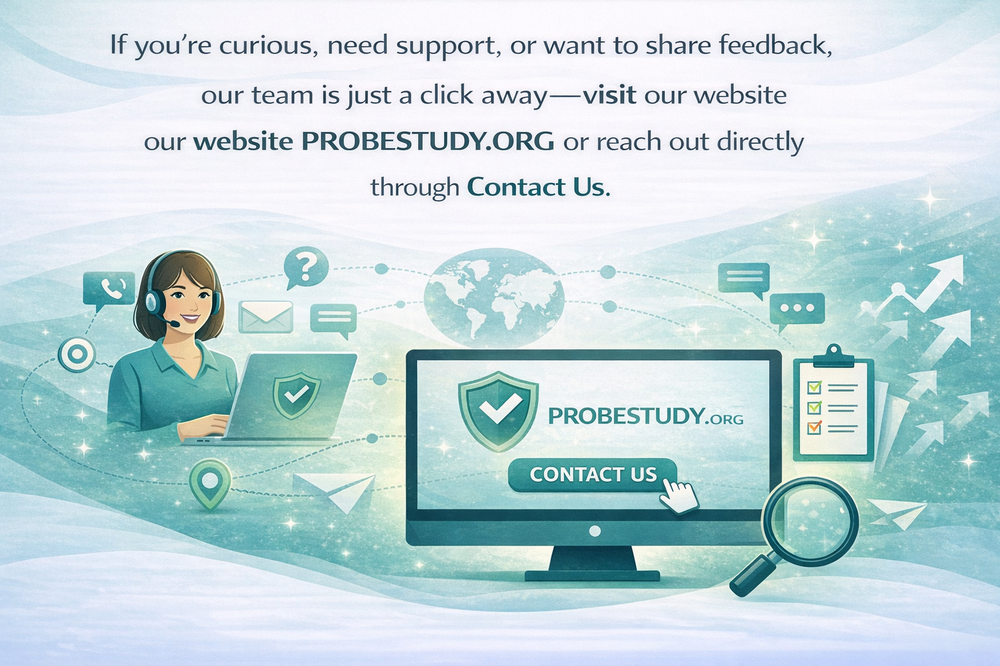 If you’re curious, need support, or want to share feedback,
our team is just a click away—visit our website
our website PROBESTUDY.ORG or reach out directly
through Contact Us.
?
PROBESTUDY.ORG
CONTACT US